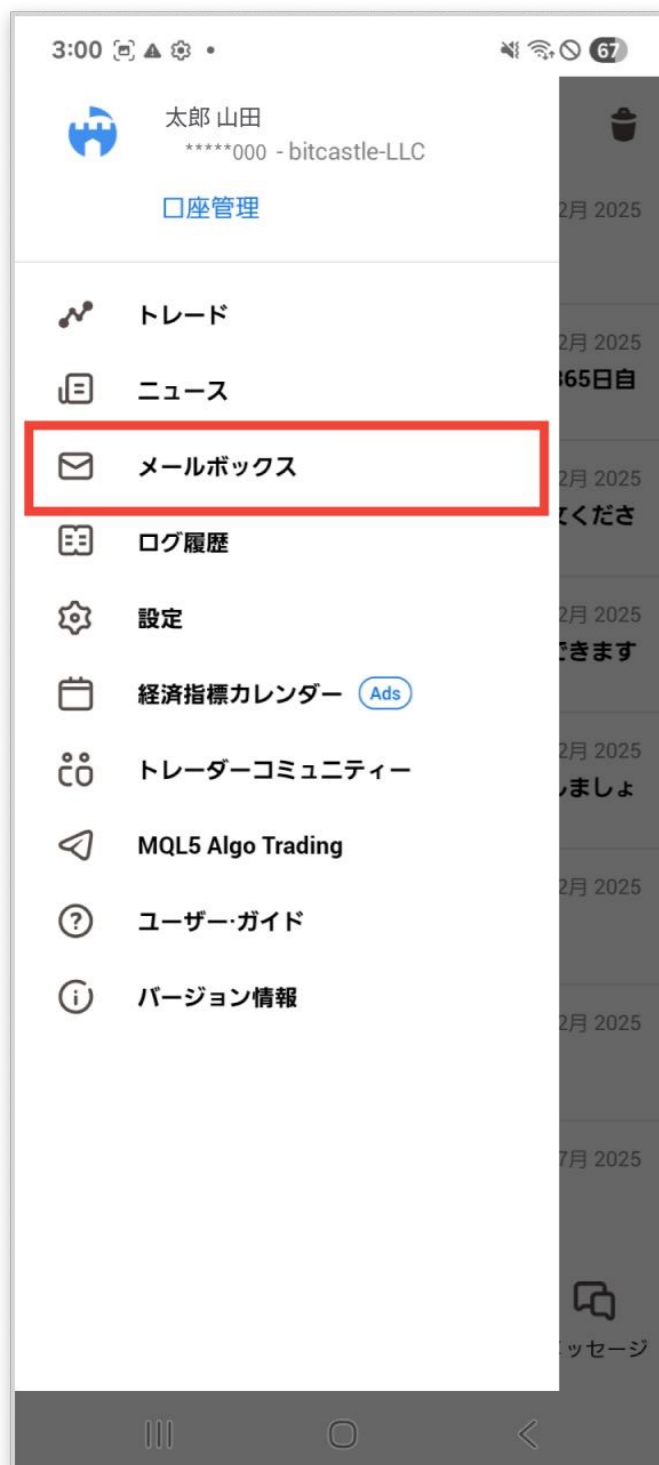 3:00
67
太郎 山田
*****000 - bitcastle-LLC
口座管理
2月 2025
トレード
2月 2025
365日自
ニュース
メールボックス
2月 2025
文くださ
ログ履歴
設定
2月 2025
できます
経済指標カレンダー Ads
トレーダーコミュニティー
2月 2025
しましょ
MQL5 Algo Trading
2月 2025
ユーザー·ガイド
バージョン情報
2月 2025
7月 2025
ッセージ